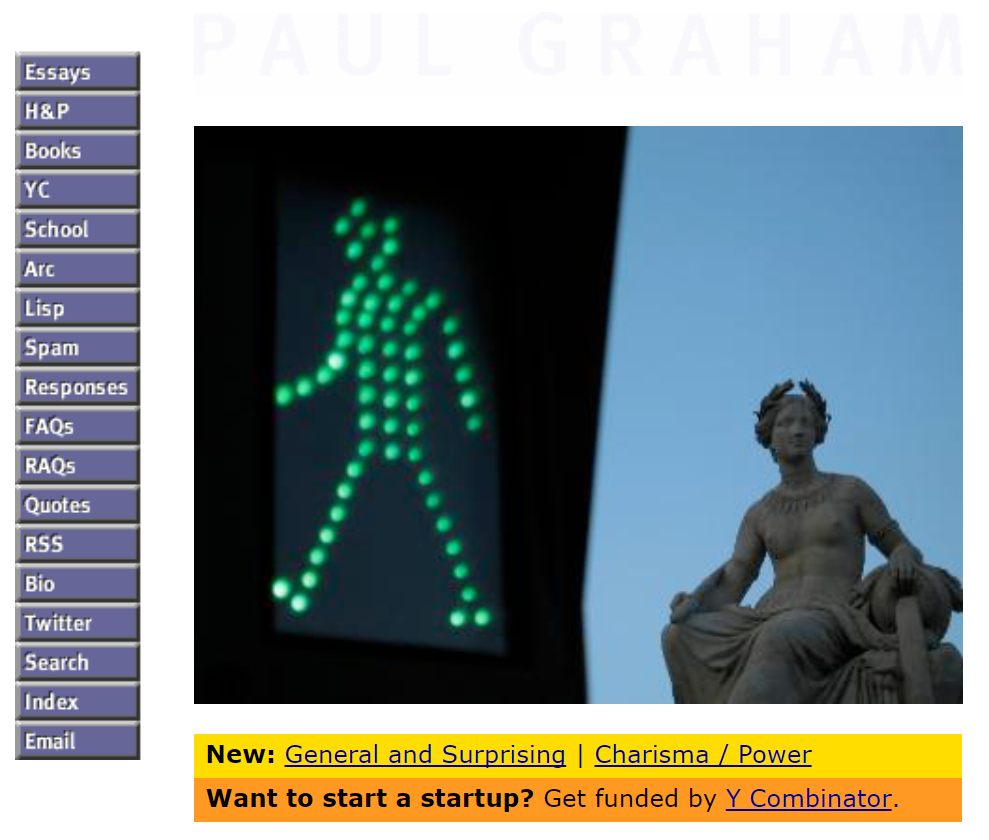 PAUL GRAHAM
Essays
H&P
Books
YC
School
Arc
Lisp
Spam
Responses
FAQs
RAQs
Quotes
RSS
Bio
Twitter
Search
Index
Email
New: General and Surprising | Charisma / Power
Want to start a startup? Get funded by Y Combinator.